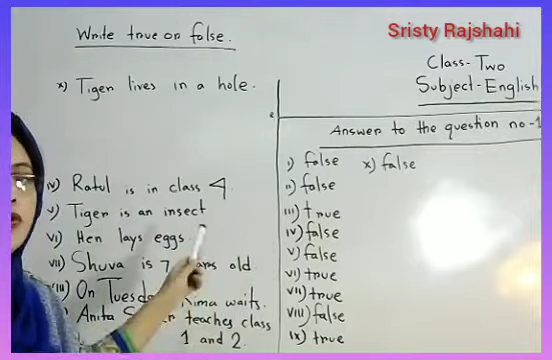 Write true or false.
Sristy Rajshahi
Class-Two
Subject-English
x) Tiger lives in a hole.
Answer to the question no-1
iv) Ratul is in class 4.
v) Tiger is an insect
vi) Hen lays eggs.
vii) Shuva is 7 old.
On Rima waits.
Anita teaches class
1 and 2.
i) false
ii) false
iii) true
iv) false
v) false
vi) true
vii) true
viii) false
ix) true
x) false